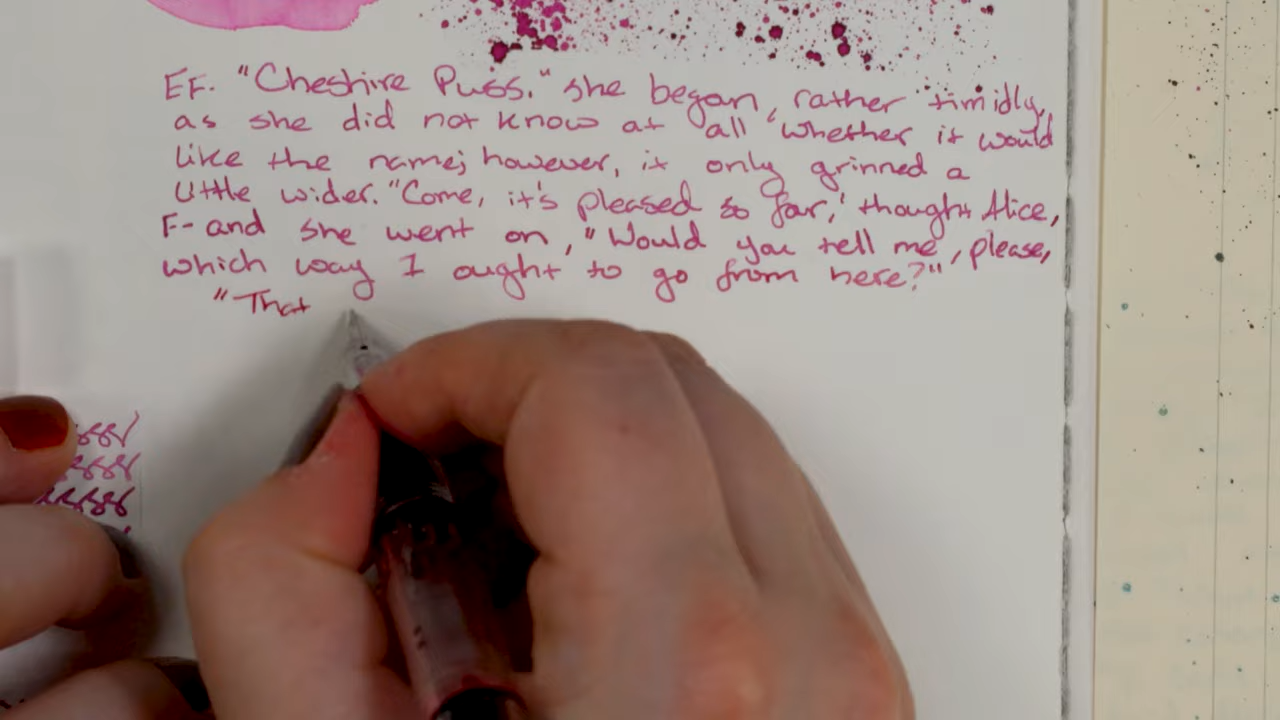 EF. "Cheshire Puss." she began, rather timidly,
as she did not know at all whether it would
like the name; however, it only grinned a
little wider. "Come, it's pleased so far,' thought Alice,
F- and she went on, "Would you tell me, please,
which way I ought to go from here?"
"That